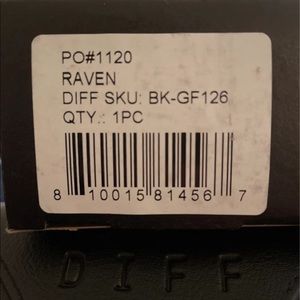 PO#1120
RAVEN
DIFF SKU: BK-GF126
QTY.: 1PC
8 10015 81456 7
DIFF